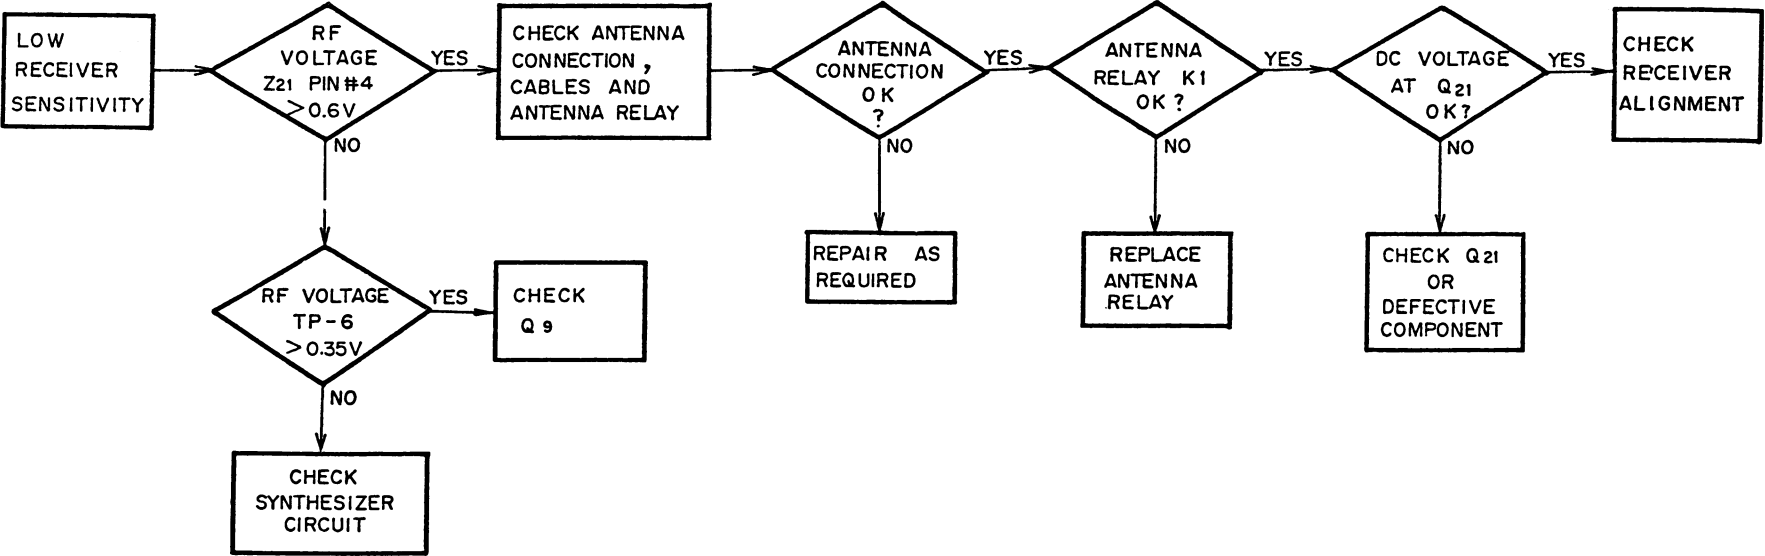 LOW
RECEIVER
SENSITIVITY
RF
VOLTAGE
Z21 PIN #4
>0.6V
YES
NO
CHECK ANTENNA
CONNECTION,
CABLES AND
ANTENNA RELAY
ANTENNA
CONNECTION
OK
?
YES
NO
ANTENNA
RELAY K1
OK?
YES
NO
DC VOLTAGE
AT Q21
OK?
YES
NO
CHECK
RECEIVER
ALIGNMENT
REPAIR AS
REQUIRED
REPLACE
ANTENNA
RELAY
CHECK Q21
OR
DEFECTIVE
COMPONENT
RF VOLTAGE
TP-6
>0.35V
YES
NO
CHECK
Q9
CHECK
SYNTHESIZER
CIRCUIT